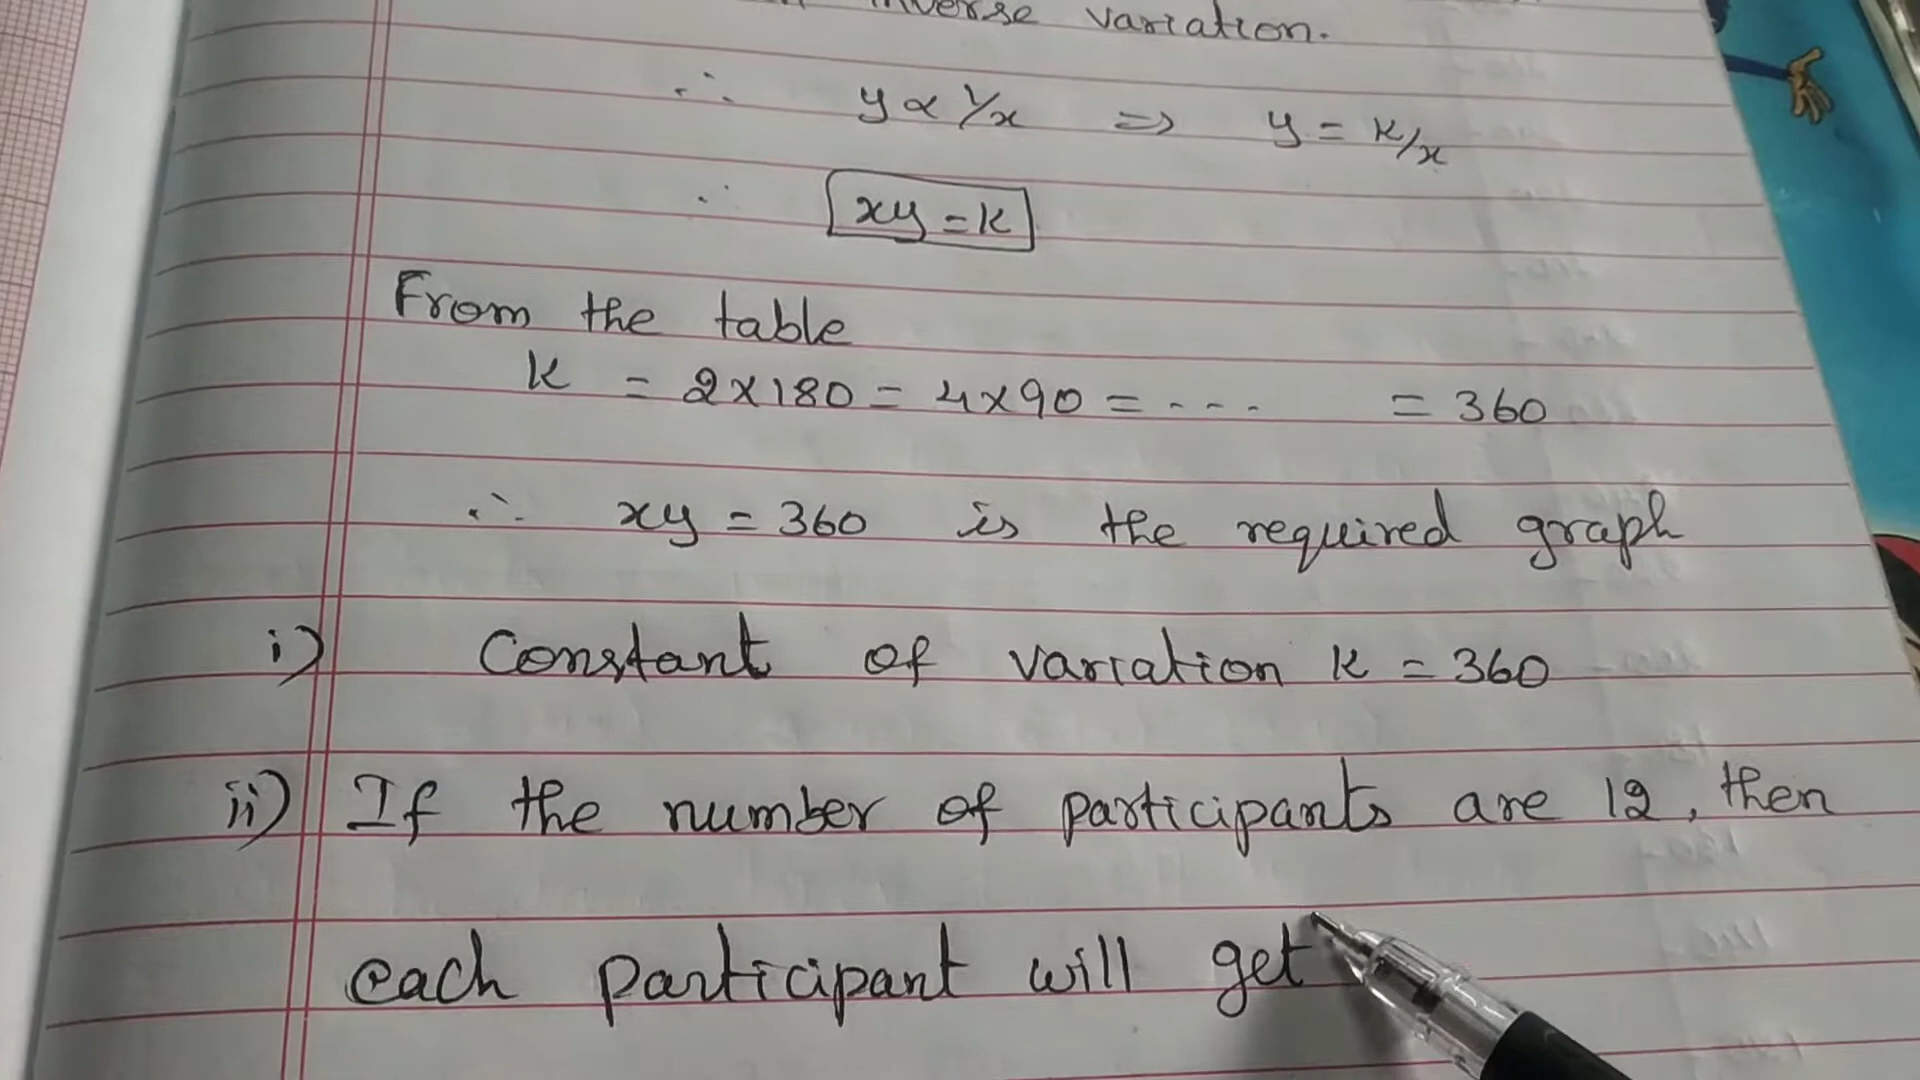 inverse variation.
∴ y ∝ 1/x ⇒ y = k/x
∴ xy = k
From the table
k = 2 x 180 = 4 x 90 = - - - = 360
∴ xy = 360 is the required graph
i) Constant of variation k = 360
ii) If the number of participants are 12, then
each participant will get